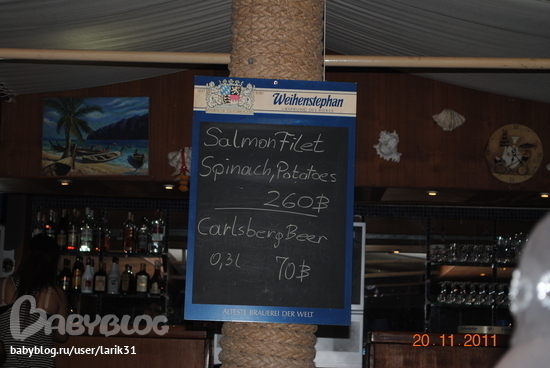 Weihenstephan
Salmon Filet
Spinach, Potatoes
260฿
Carlsberg Beer
0,3l 70฿
ÄLTESTE BRAUEREI DER WELT
BABYBLOG
babyblog.ru/user/larik31
20.11.2011